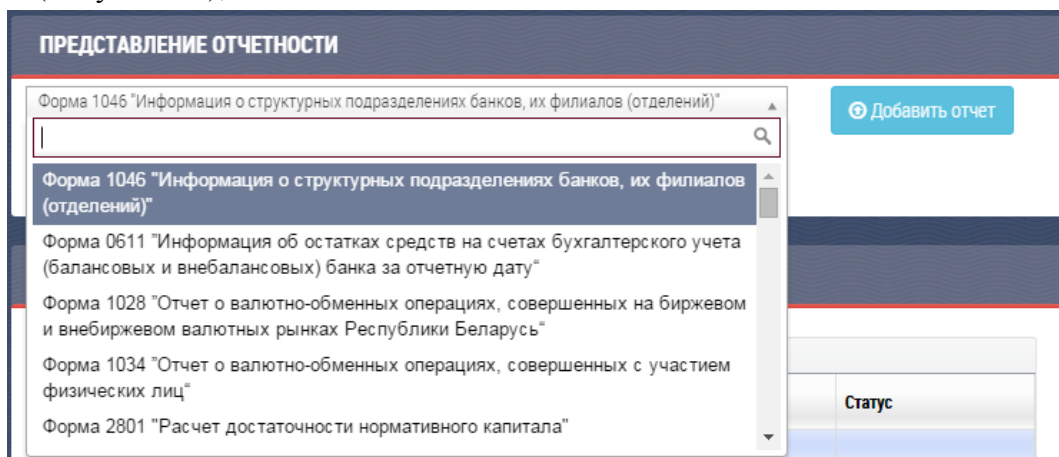 ПРЕДСТАВЛЕНИЕ ОТЧЕТНОСТИ
Форма 1046 "Информация о структурных подразделениях банков, их филиалов (отделений)"
Добавить отчет
Форма 1046 "Информация о структурных подразделениях банков, их филиалов
(отделений)"
Форма 0611 "Информация об остатках средств на счетах бухгалтерского учета
(балансовых и внебалансовых) банка за отчетную дату“
Форма 1028 "Отчет о валютно-обменных операциях, совершенных на биржевом
и внебиржевом валютных рынках Республики Беларусь“
Форма 1034 "Отчет о валютно-обменных операциях, совершенных с участием
физических лиц“
Форма 2801 "Расчет достаточности нормативного капитала"
Статус